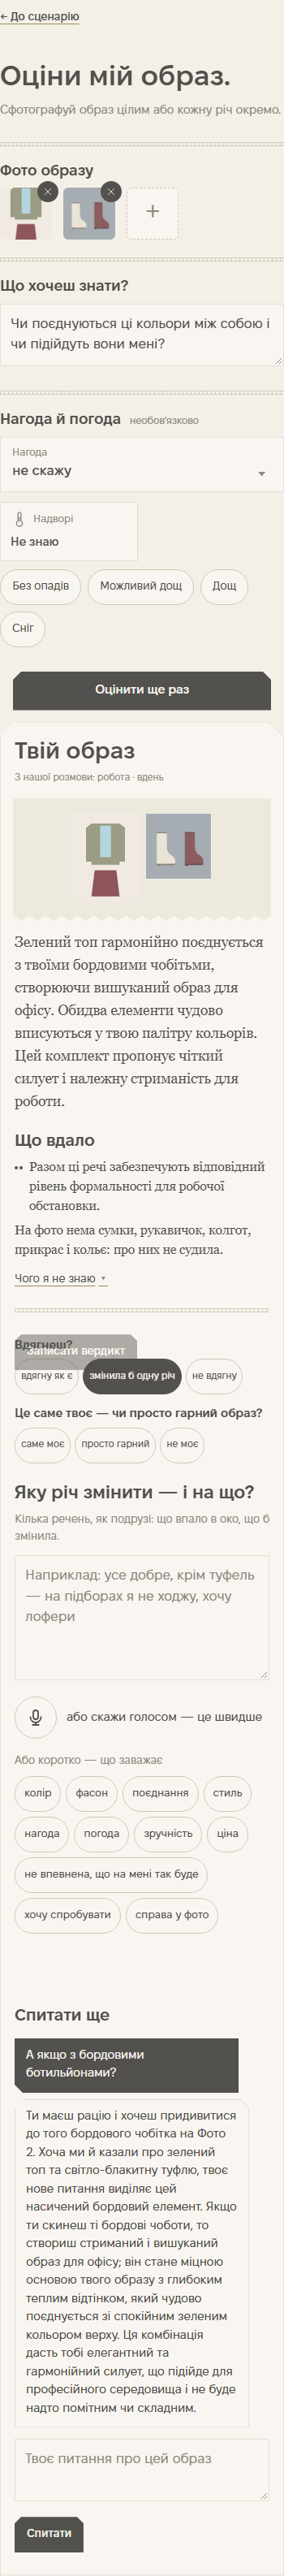 ← До сценарію
Оціни мій образ.
Сфотографуй образ цілим або кожну річ окремо.
Фото образу
Що хочеш знати?
Чи поєднуються ці кольори між собою і
чи підійдуть вони мені?
Нагода й погода необов'язково
Нагода
не скажу
Надворі
Не знаю
Без опадів Можливий дощ Дощ
Сніг
Оцінити ще раз
Твій образ
З нашої розмови: робота · вдень
Зелений топ гармонійно поєднується
з твоїми бордовими чобітьми,
створюючи вишуканий образ для
офісу. Обидва елементи чудово
вписуються у твою палітру кольорів.
Цей комплект пропонує чіткий
силует і належну стриманість для
роботи.
Що вдало
•• Разом ці речі забезпечують відповідний
рівень формальності для робочої
обстановки.
На фото нема сумки, рукавичок, колгот,
прикрас і кольє: про них не судила.
Чого я не знаю
Вдягнеш?
Записати вердикт
вдягну як є змінила б одну річ не вдягну
Це саме твоє — чи просто гарний образ?
саме моє просто гарний не моє
Яку річ змінити — і на що?
Кілька речень, як подрузі: що впало в око, що б
змінила.
Наприклад: усе добре, крім туфель
— на підборах я не ходжу, хочу
лофери
або скажи голосом — це швидше
Або коротко — що заважає
колір фасон поєднання стиль
нагода погода зручність ціна
не впевнена, що на мені так буде
хочу спробувати справа у фото
Спитати ще
А якщо з бордовими
ботильйонами?
Ти маєш рацію і хочеш придивитися
до того бордового чобітка на Фото
2. Хоча ми й казали про зелений
топ та світло-блакитну туфлю, твоє
нове питання виділяє цей
насичений бордовий елемент. Якщо
ти скинеш ті бордові чоботи, то
створиш стриманий і вишуканий
образ для офісу; він стане міцною
основою твого образу з глибоким
теплим відтінком, який чудово
поєднується зі спокійним зеленим
кольором верху. Ця комбінація
дасть тобі елегантний та
гармонійний силует, що підійде для
професійного середовища і не буде
надто помітним чи складним.
Твоє питання про цей образ
Спитати